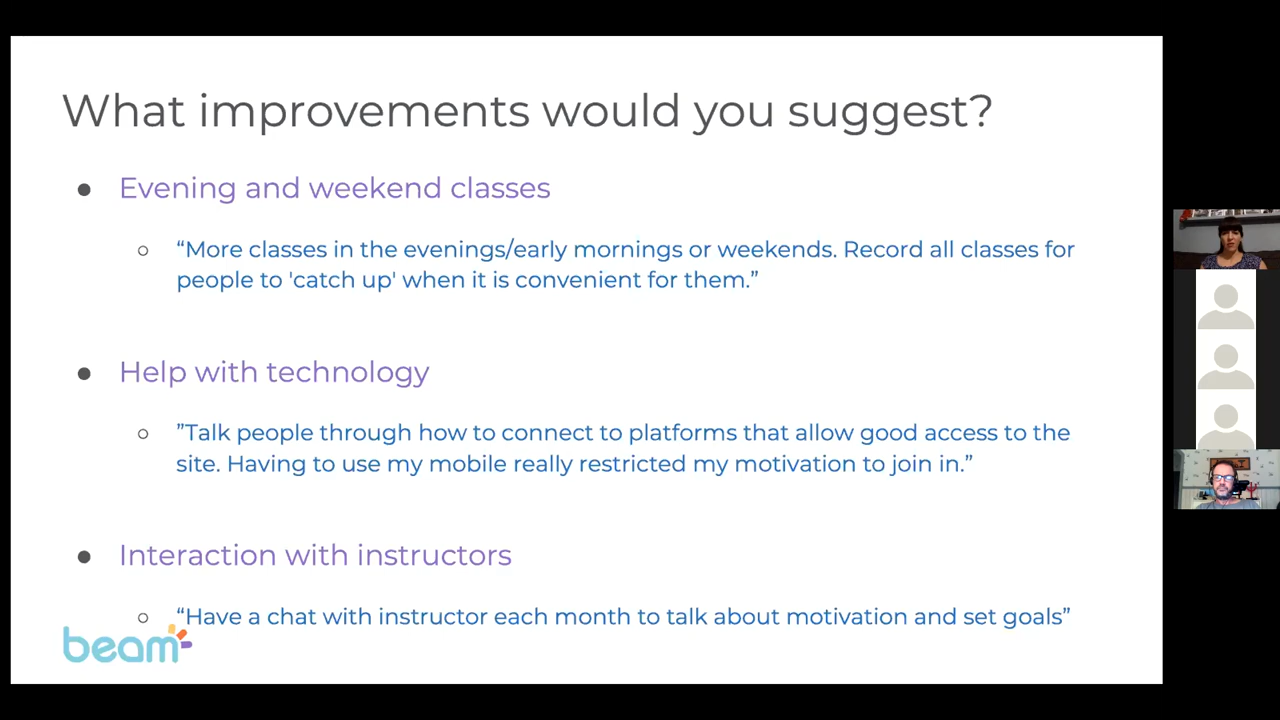 What improvements would you suggest?
● Evening and weekend classes
○ “More classes in the evenings/early mornings or weekends. Record all classes for
people to 'catch up' when it is convenient for them.”
● Help with technology
○ ”Talk people through how to connect to platforms that allow good access to the
site. Having to use my mobile really restricted my motivation to join in.”
● Interaction with instructors
○ “Have a chat with instructor each month to talk about motivation and set goals”
beam